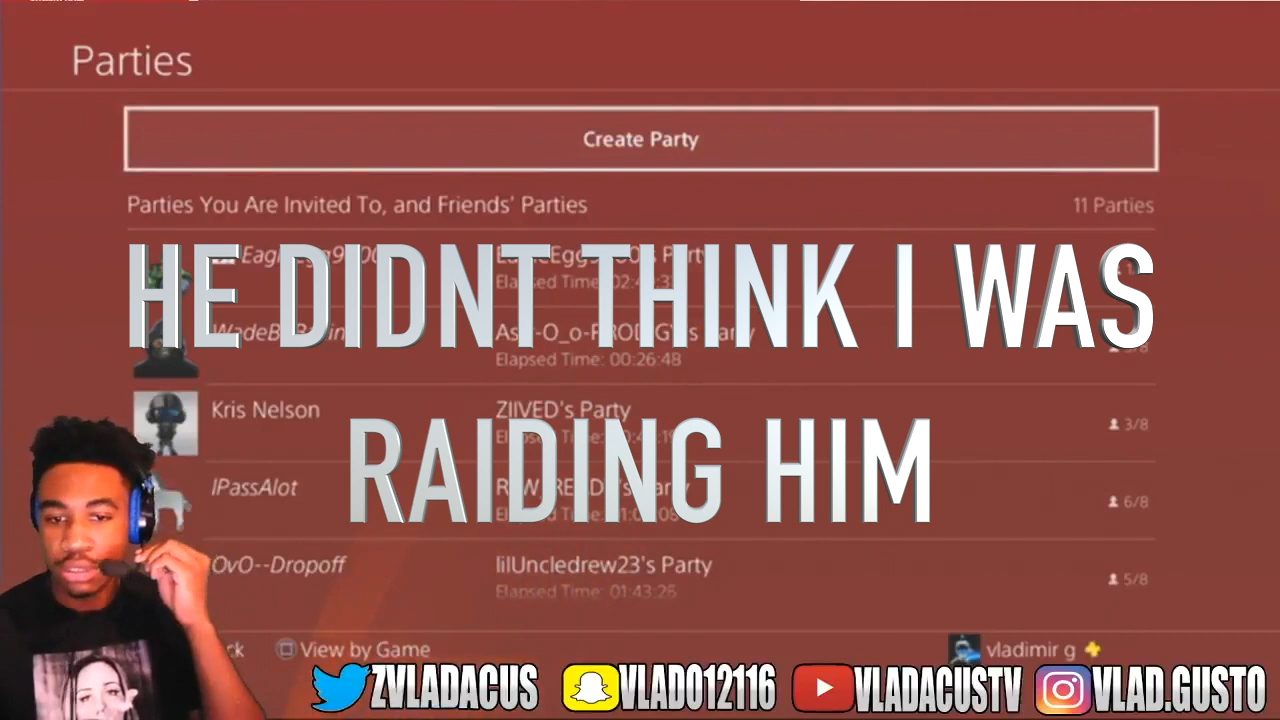 Parties
Create Party
Parties You Are Invited To, and Friends' Parties
11 Parties
HE DIDNT THINK I WAS
Elapsed Time: 00:26:48
Kris Nelson
ZIIVED's Party
3/8
RAIDING HIM
IPassAlot
6/8
OvO--Dropoff
lilUncledrew23's Party
Elapsed Time: 01:43:26
5/8
View by Game
vladimir g
ZVLADACUS
VLAD012116
VLADACUSTV
VLAD.GUSTO